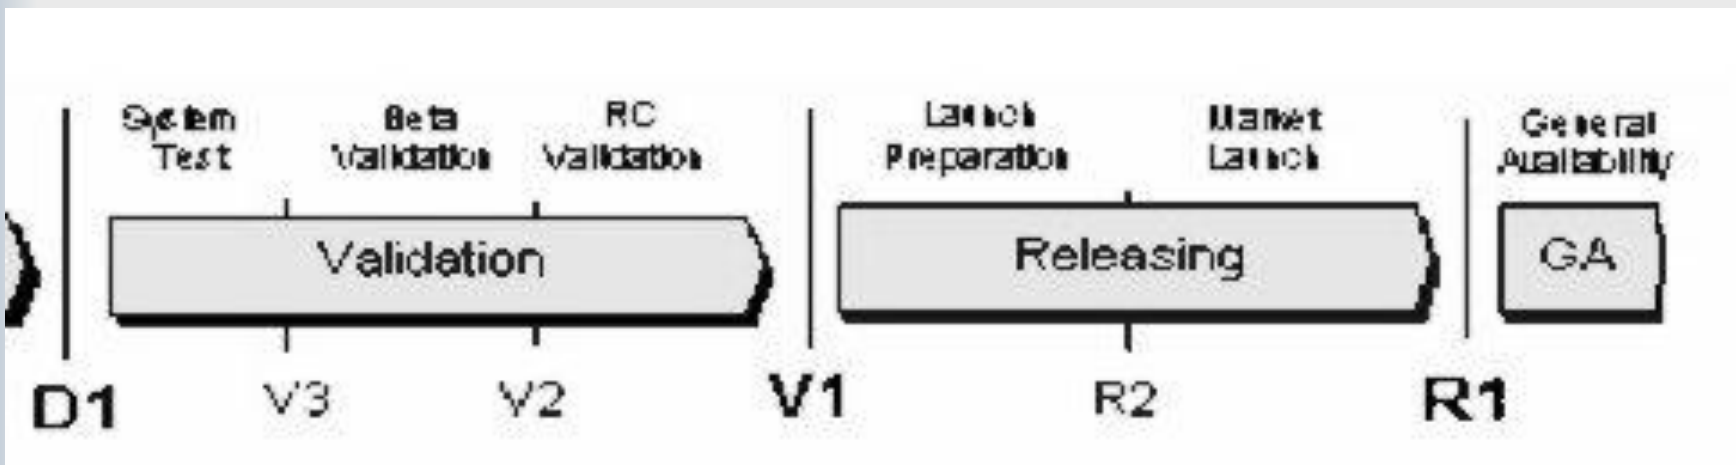 System
Test
Beta
Validation
RC
Validation
Launch
Preparation
Market
Launch
General
Availability
Validation
Releasing
GA
D1
V3
V2
V1
R2
R1